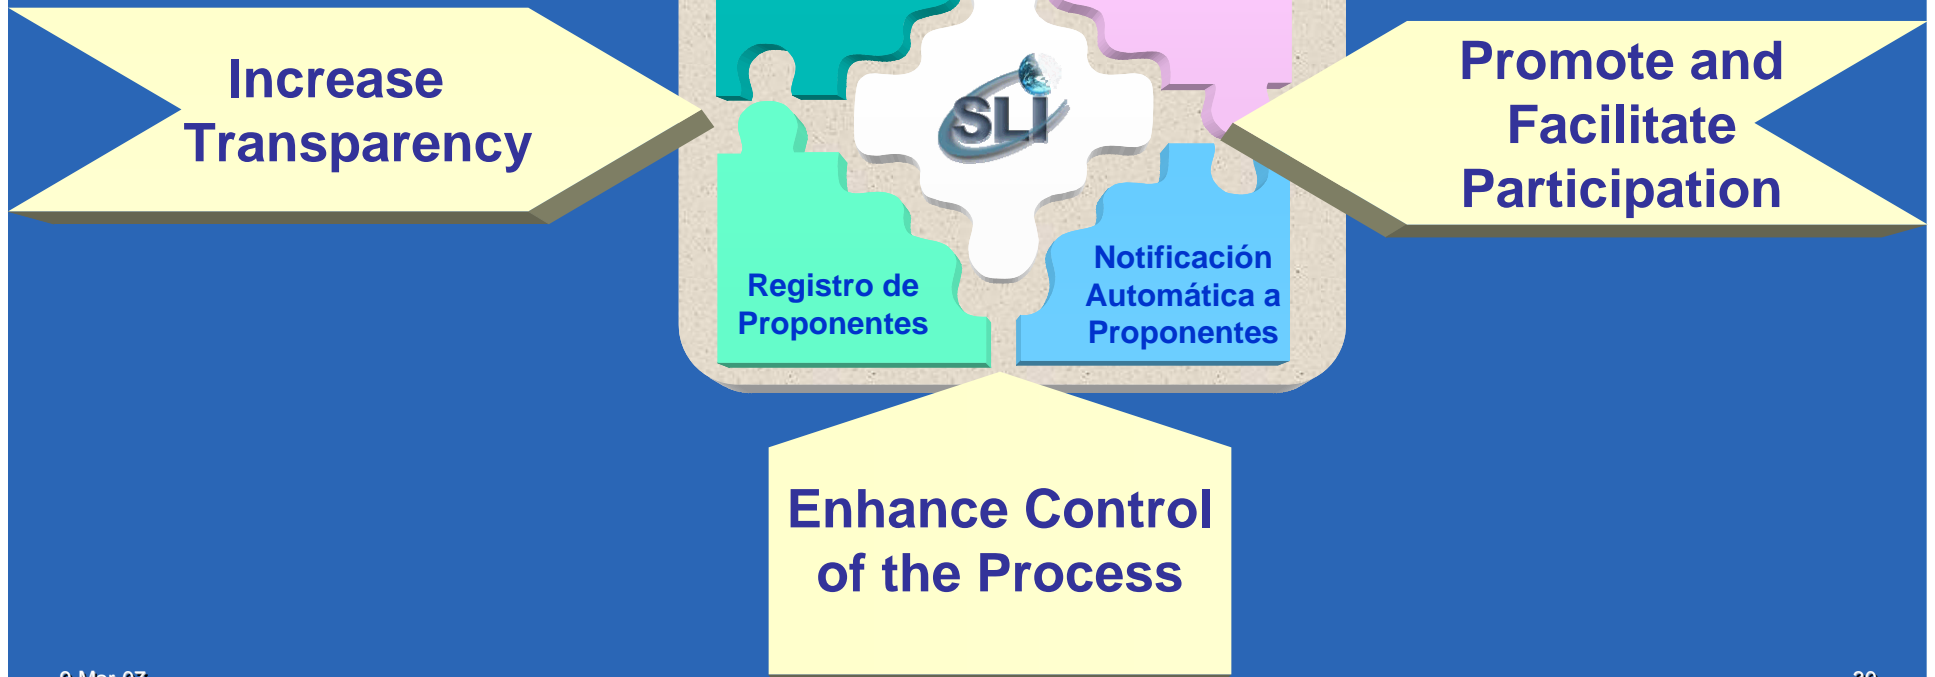 Increase
Transparency
SLI
Promote and
Facilitate
Participation
Registro de
Proponentes
Notificación
Automática a
Proponentes
Enhance Control
of the Process